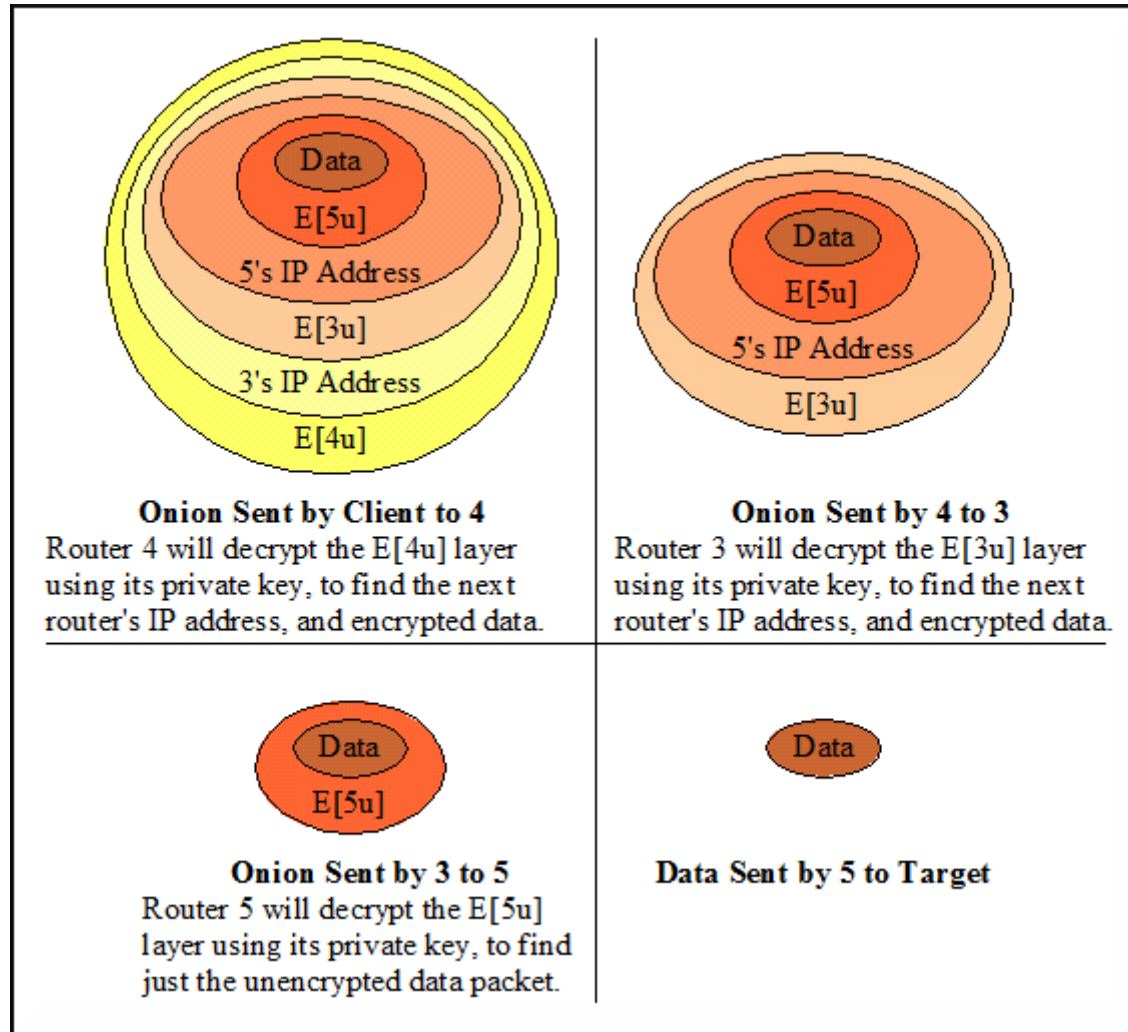 Data
E[5u]
5's IP Address
E[3u]
3's IP Address
E[4u]
Onion Sent by Client to 4
Router 4 will decrypt the E[4u] layer
using its private key, to find the next
router's IP address, and encrypted data.
Data
E[5u]
5's IP Address
E[3u]
Onion Sent by 4 to 3
Router 3 will decrypt the E[3u] layer
using its private key, to find the next
router's IP address, and encrypted data.
Data
E[5u]
Onion Sent by 3 to 5
Router 5 will decrypt the E[5u]
layer using its private key, to find
just the unencrypted data packet.
Data
Data Sent by 5 to Target